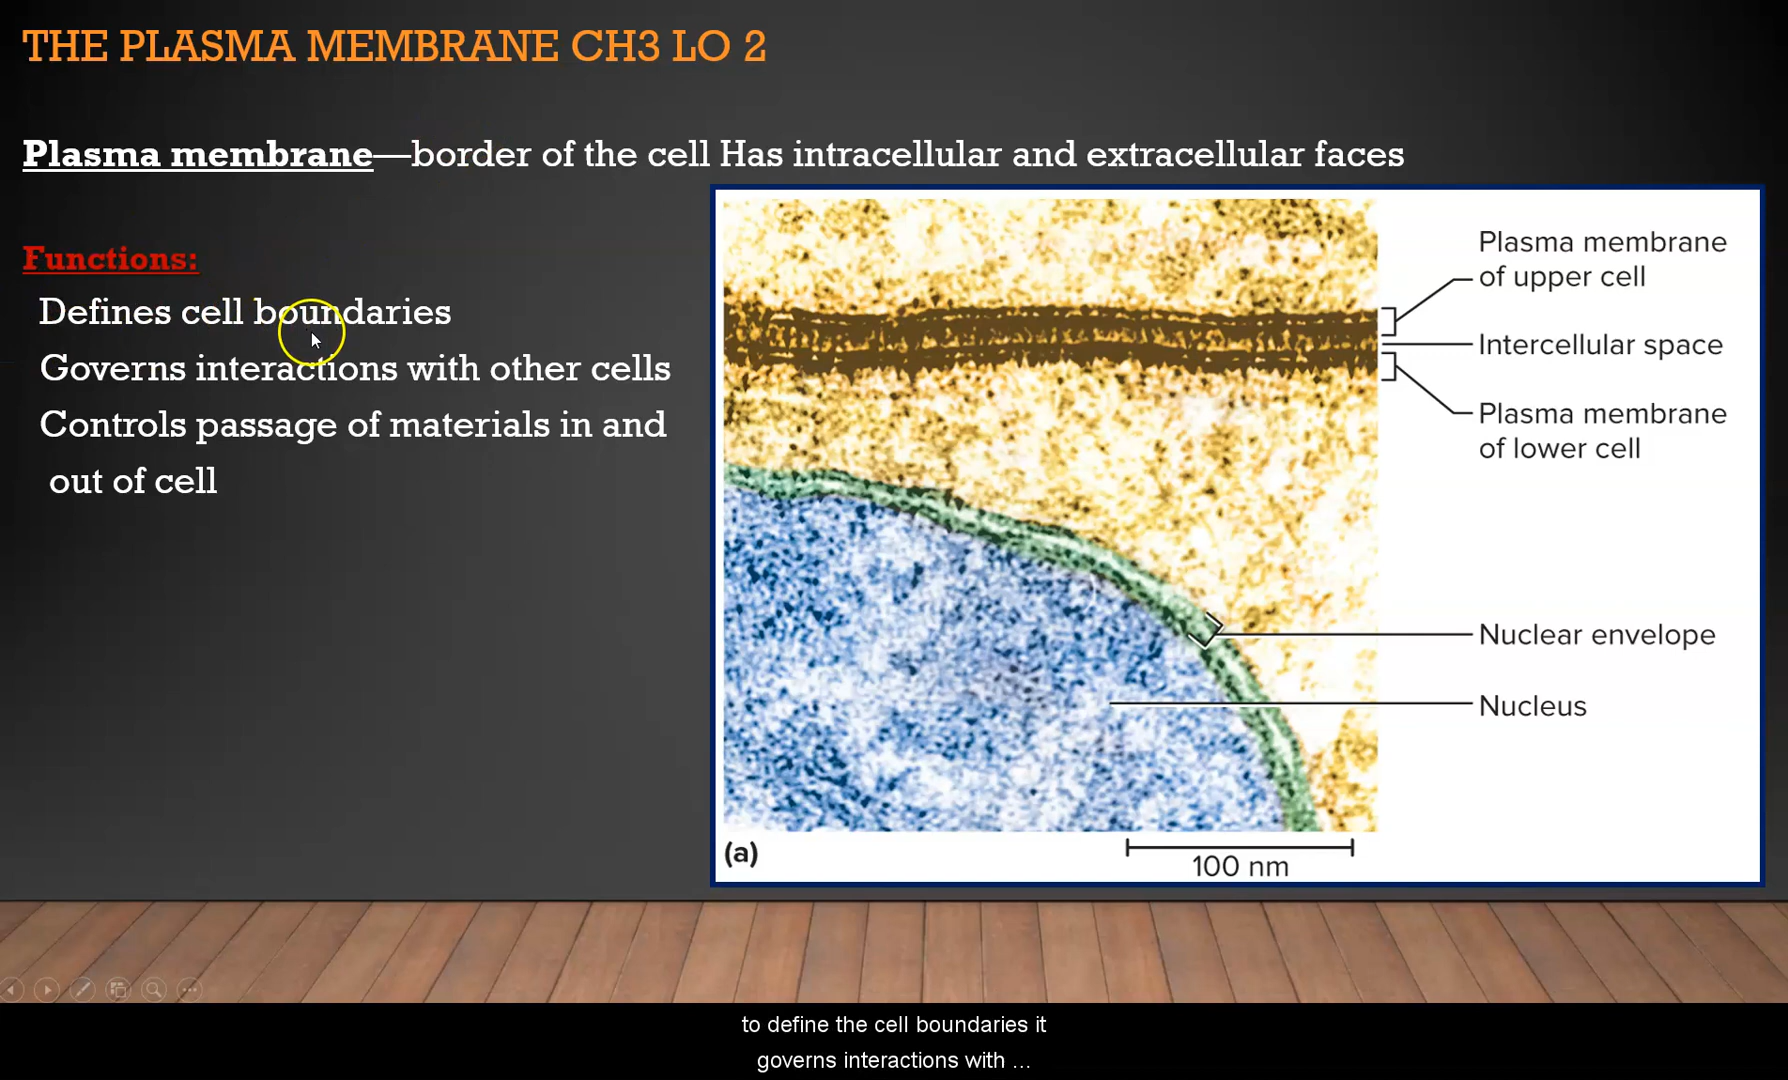 THE PLASMA MEMBRANE CH3 LO 2
Plasma membrane—border of the cell Has intracellular and extracellular faces
Functions:
Defines cell boundaries
Governs interactions with other cells
Controls passage of materials in and
out of cell
Plasma membrane
of upper cell
Intercellular space
Plasma membrane
of lower cell
Nuclear envelope
Nucleus
(a)
100 nm
to define the cell boundaries it
governs interactions with ...